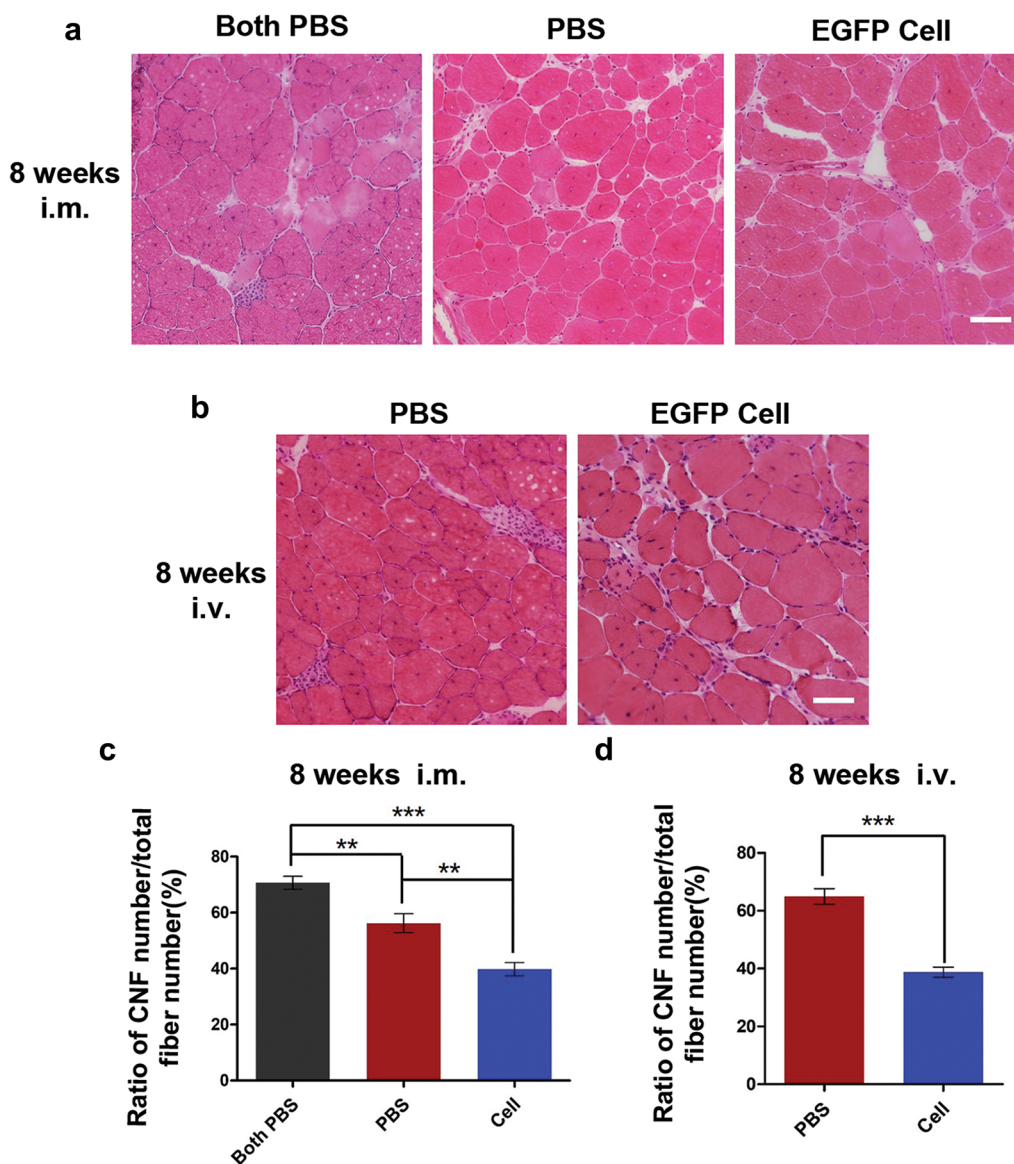 a
Both PBS
PBS
EGFP Cell
8 weeks
i.m.
b
PBS
EGFP Cell
8 weeks
i.v.
c
8 weeks i.m.
Ratio of CNF number/total
fiber number(%)
80
60
40
20
0
***
**
**
Both PBS
PBS
Cell
d
8 weeks i.v.
Ratio of CNF number/total
fiber number(%)
80
60
40
20
0
***
PBS
Cell